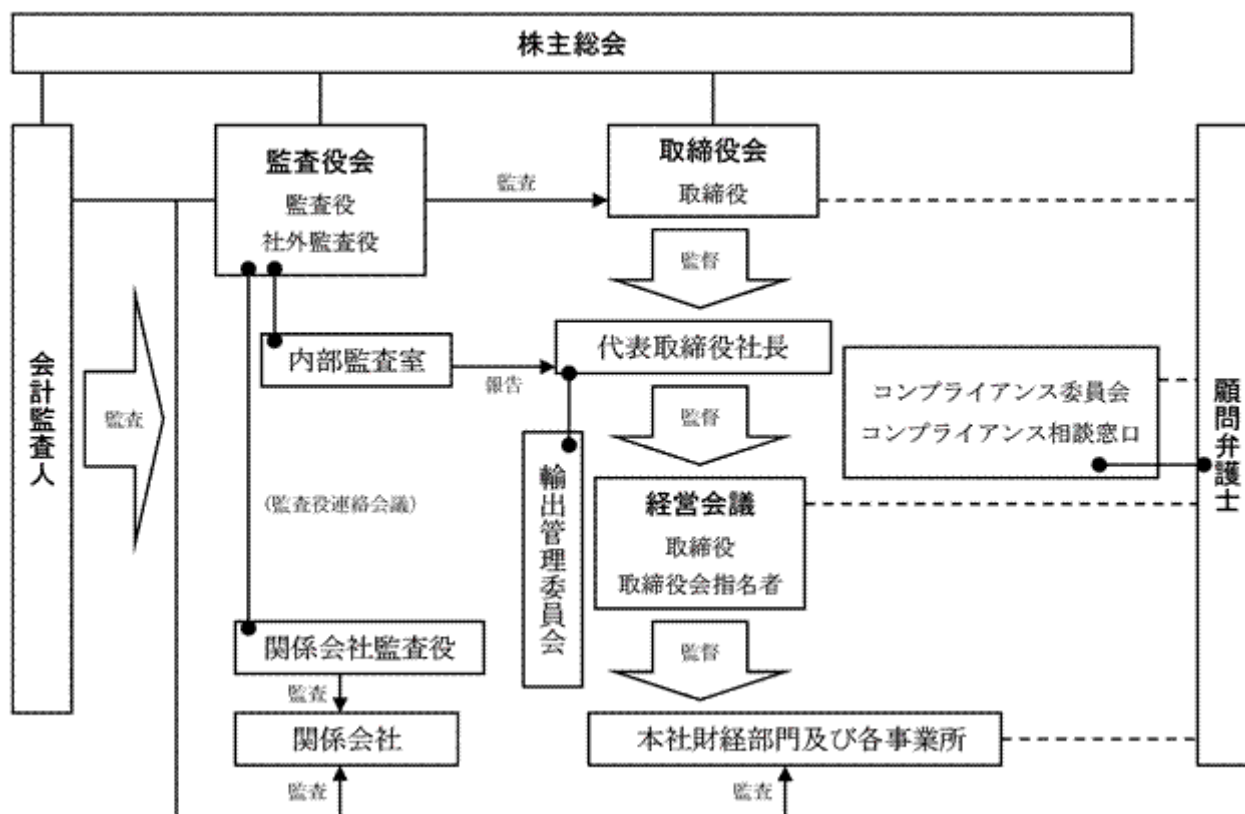 株主総会
会計監査人
監査役会
監査役
社外監査役
監査
取締役会
取締役
監督
監査
内部監査室
報告
代表取締役社長
監督
コンプライアンス委員会
コンプライアンス相談窓口
顧問弁護士
(監査役連絡会議)
輸出管理委員会
経営会議
取締役
取締役会指名者
関係会社監査役
監査
監督
関係会社
本社財経部門及び各事業所
監査
監査